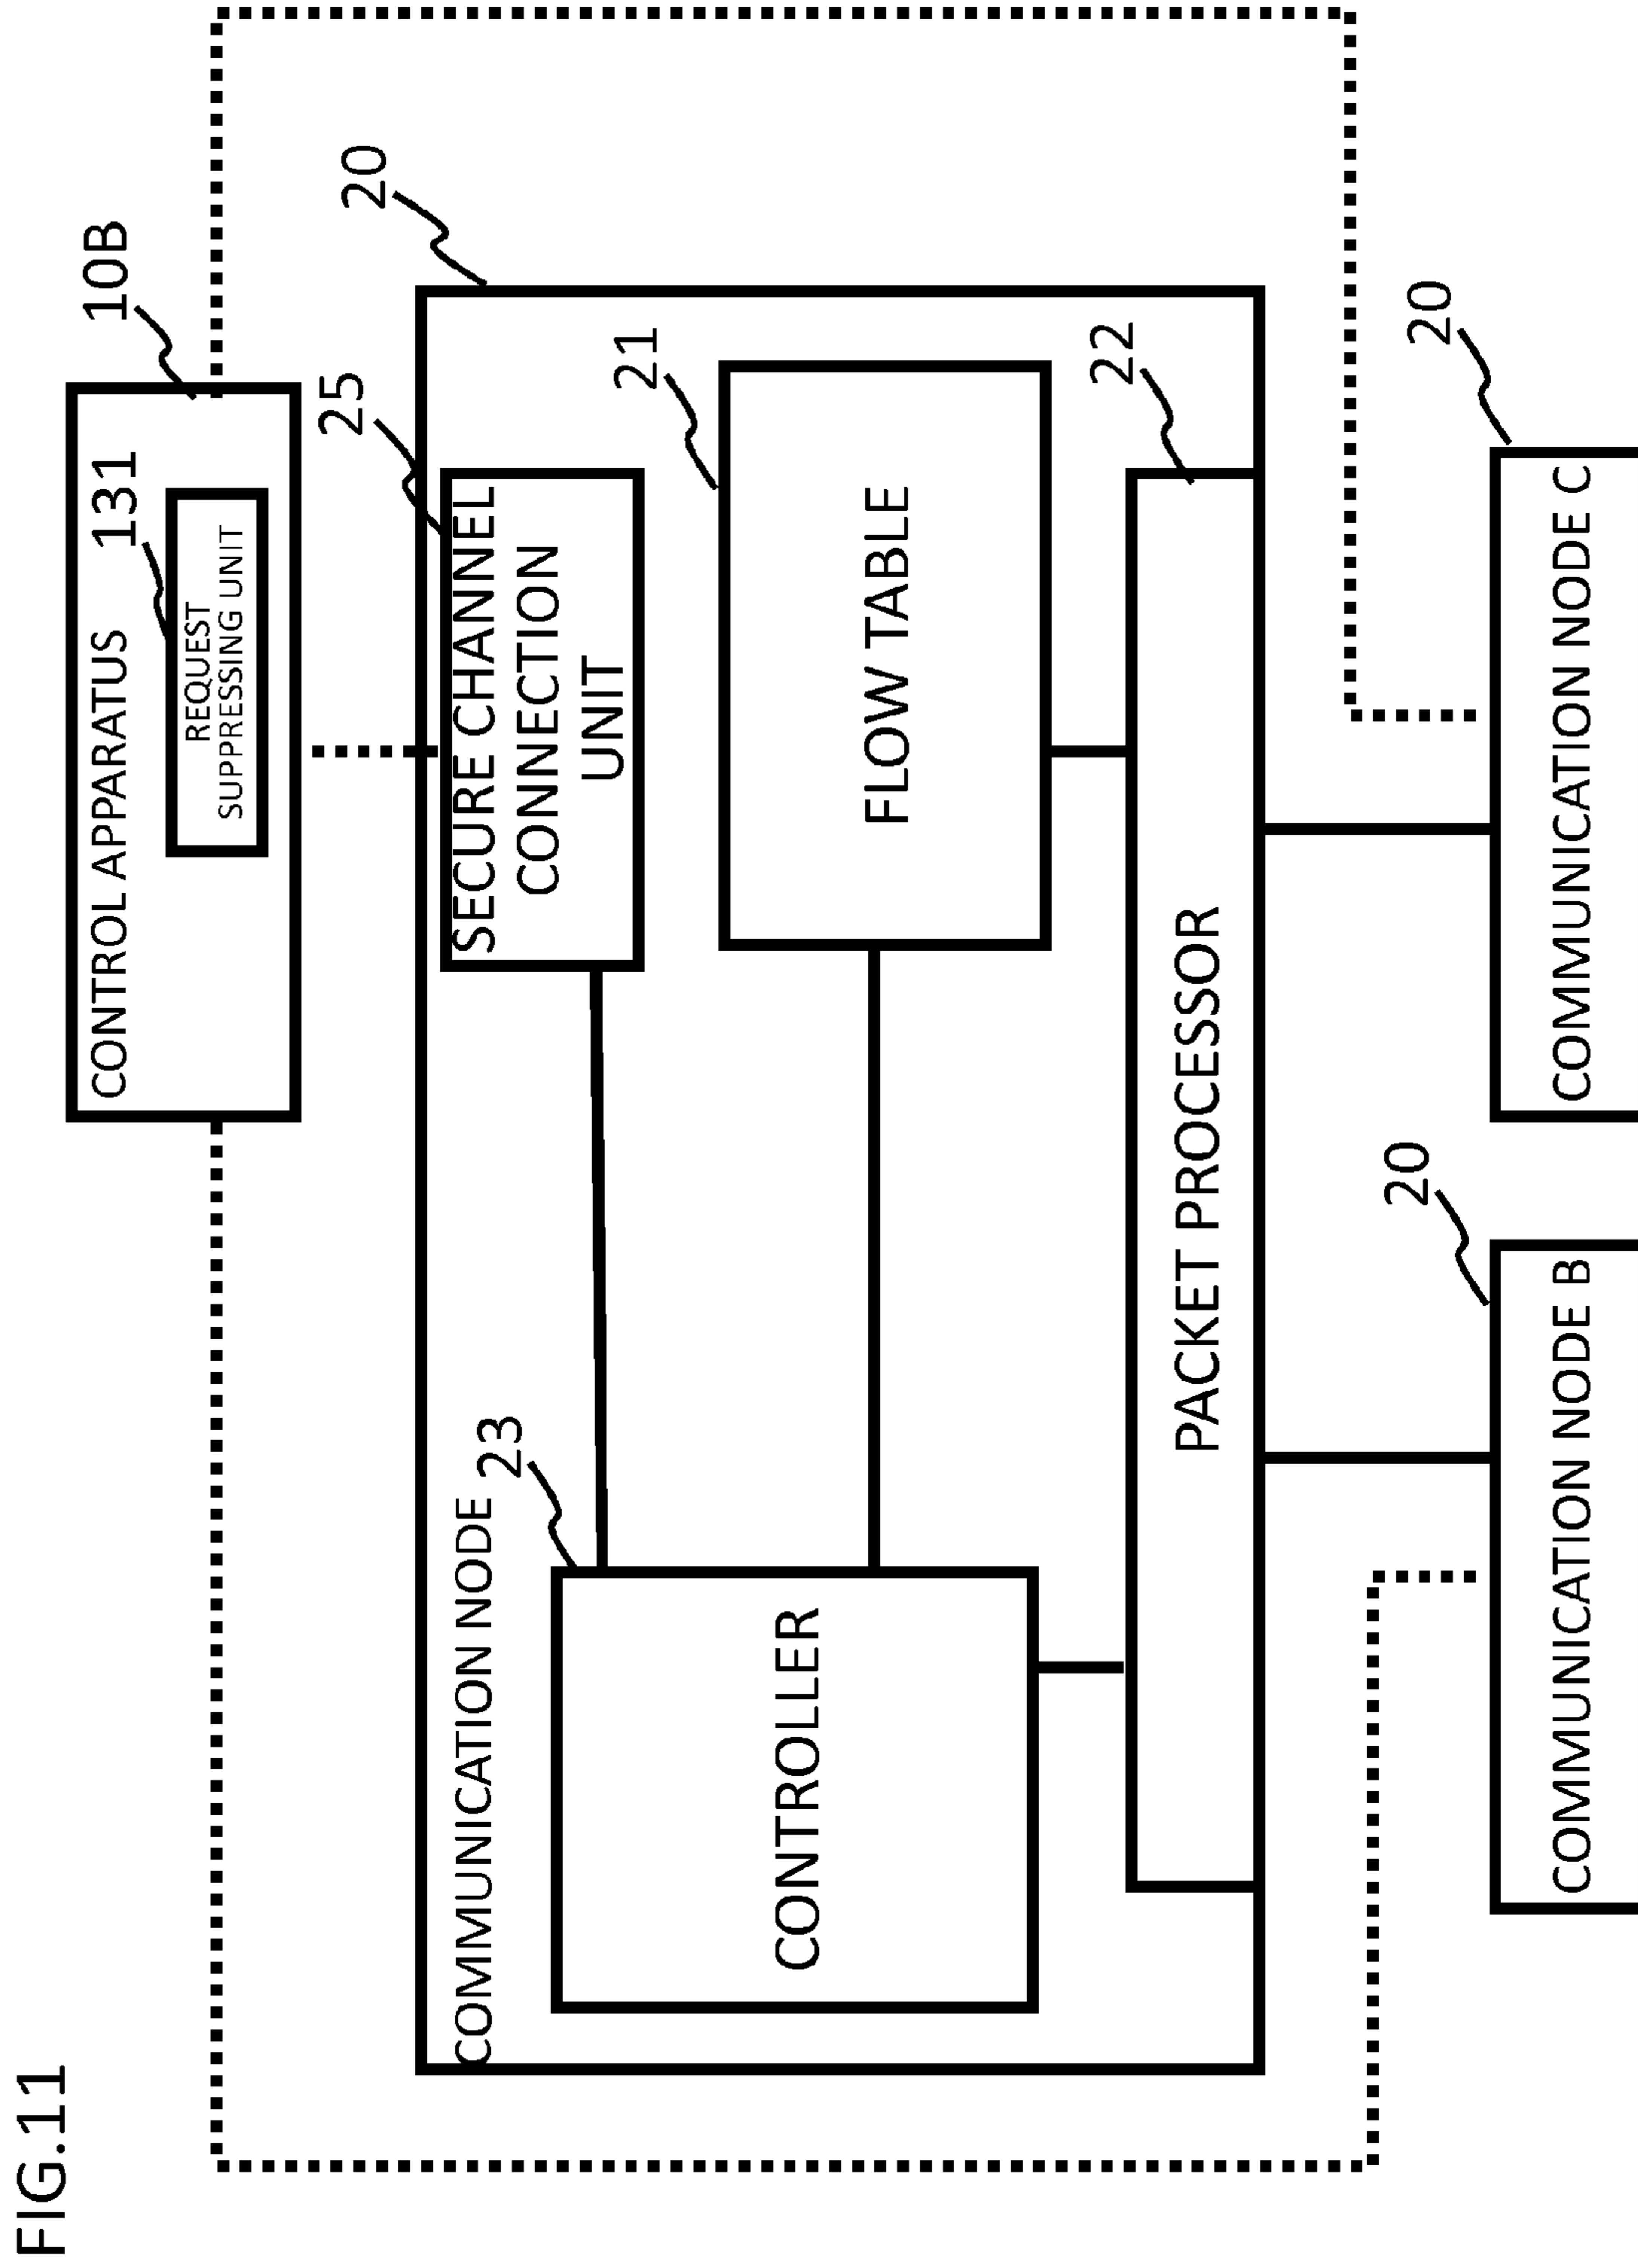 FIG.11
CONTROL APPARATUS
10B
131
REQUEST
SUPPRESSING UNIT
COMMUNICATION NODE
20
25
SECURE CHANNEL
CONNECTION
UNIT
23
CONTROLLER
21
FLOW TABLE
22
PACKET PROCESSOR
20
COMMUNICATION NODE B
20
COMMUNICATION NODE C